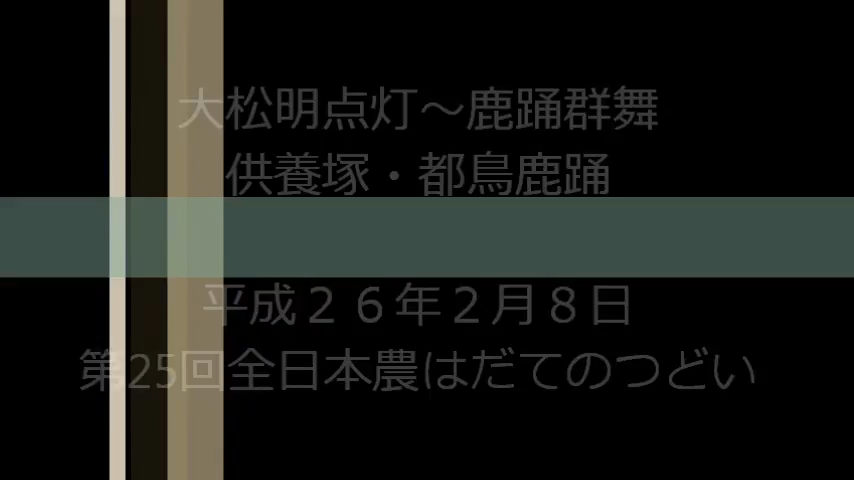 大松明点灯～鹿踊群舞
供養塚・都鳥鹿踊
平成２６年２月８日
第25回全日本農はだてのつどい